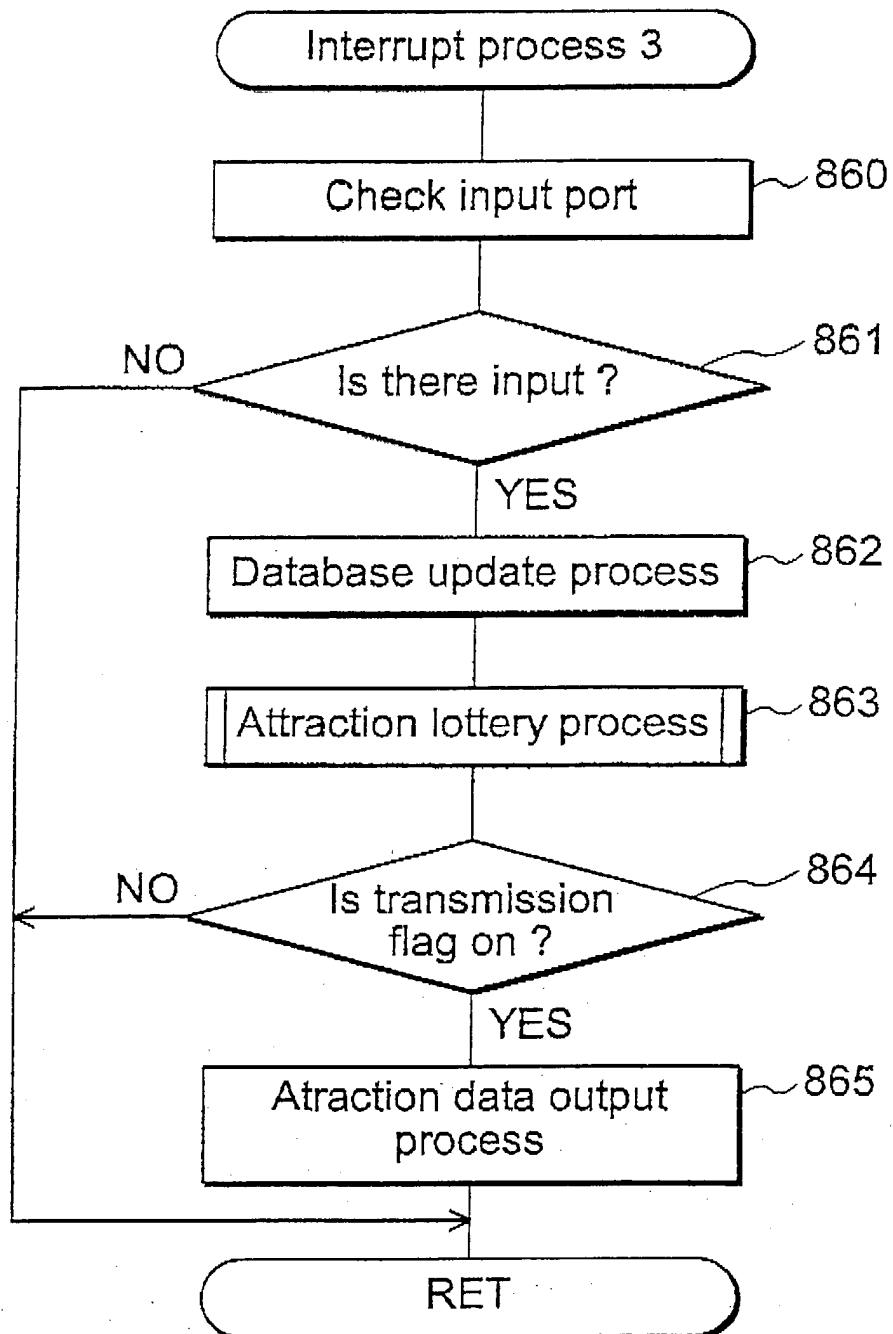 Interrupt process 3
Check input port
860
Is there input ?
861
NO
YES
Database update process
862
Attraction lottery process
863
Is transmission
flag on ?
864
NO
YES
Atraction data output
process
865
RET